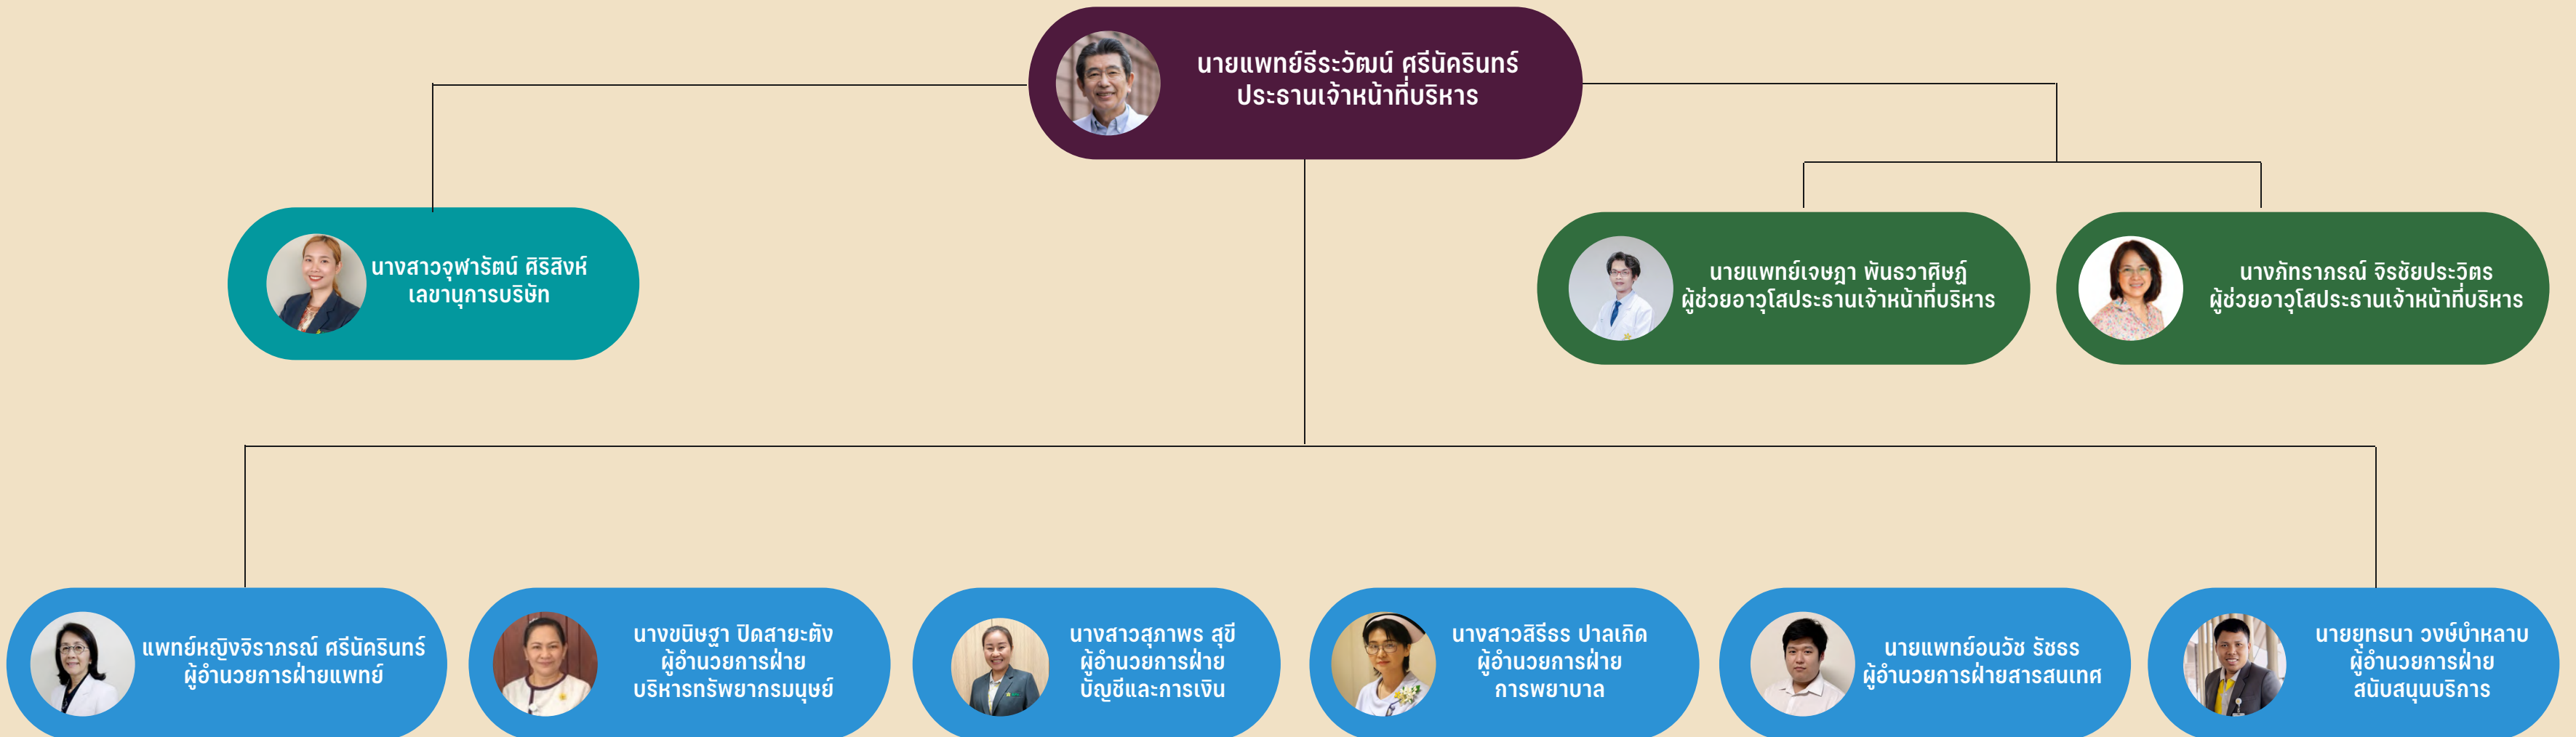 นายแพทย์ธีระวัฒน์ ศรีนัครินทร์
ประธานเจ้าหน้าที่บริหาร
นางสาวจุฬารัตน์ ศิริสิงห์
เลขานุการบริษัท
นายแพทย์เจษฎา พันธวาศิษฏ์
ผู้ช่วยอาวุโสประธานเจ้าหน้าที่บริหาร
นางภัทราภรณ์ จิรชัยประวิตร
ผู้ช่วยอาวุโสประธานเจ้าหน้าที่บริหาร
แพทย์หญิงจิราภรณ์ ศรีนัครินทร์
ผู้อำนวยการฝ่ายแพทย์
นางขนิษฐา ปิดสายะตัง
ผู้อำนวยการฝ่าย
บริหารทรัพยากรมนุษย์
นางสาวสุภาพร สุขี
ผู้อำนวยการฝ่าย
บัญชีและการเงิน
นางสาวสิรีธร ปาลเกิด
ผู้อำนวยการฝ่าย
การพยาบาล
นายแพทย์อนวัช รัชธร
ผู้อำนวยการฝ่ายสารสนเทศ
นายยุทธนา วงษ์บำหลาบ
ผู้อำนวยการฝ่าย
สนับสนุนบริการ